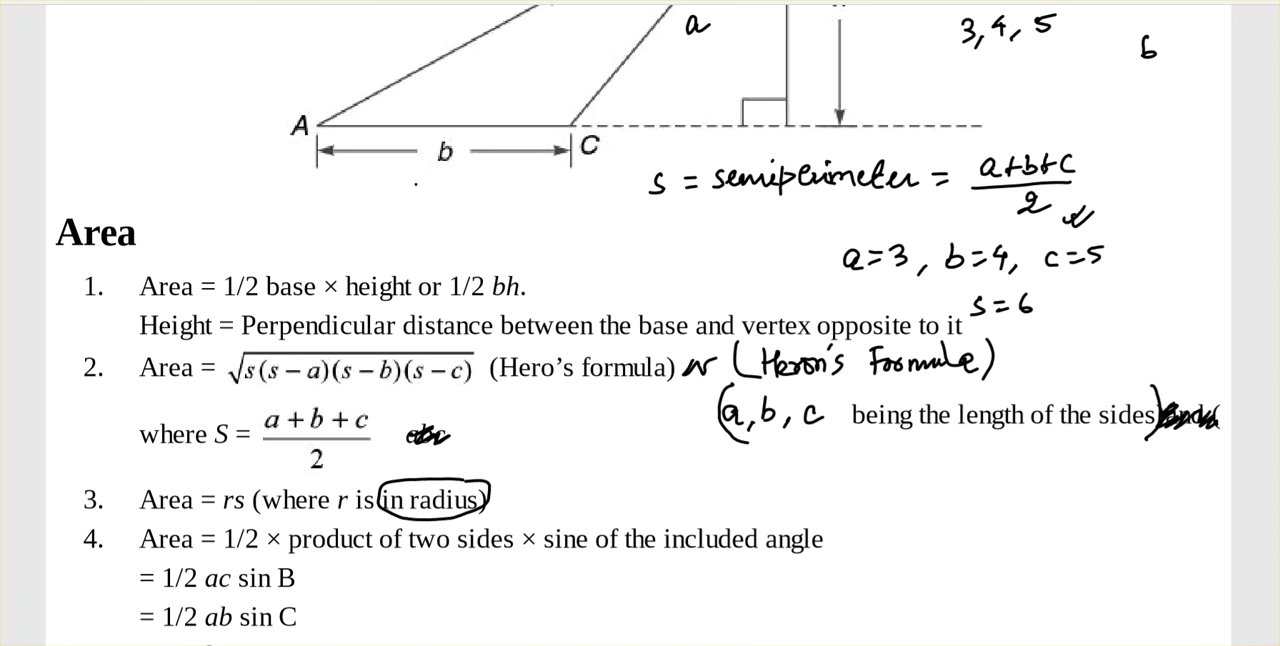 a
3, 4, 5
6
A
b
C
s = semiperimeter = a+b+c / 2
Area
a=3, b=4, c=5
1. Area = 1/2 base × height or 1/2 bh.
s=6
Height = Perpendicular distance between the base and vertex opposite to it
2. Area = √s(s – a)(s – b)(s – c) (Hero’s formula) (Heron's Formula)
(a, b, c being the length of the sides)
where S = a + b + c / 2
3. Area = rs (where r is in radius)
4. Area = 1/2 × product of two sides × sine of the included angle
= 1/2 ac sin B
= 1/2 ab sin C